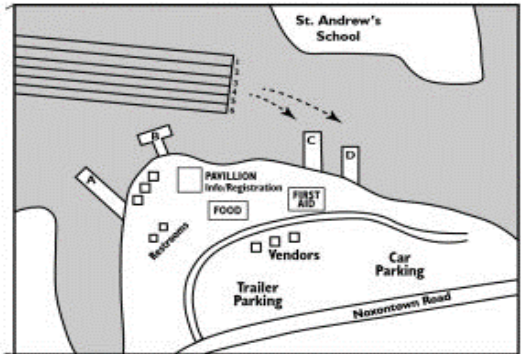 St. Andrew's
School
1
2
3
4
5
6
B
C
D
A
PAVILLION
Info/Registration
FIRST
AID
FOOD
Restrooms
Vendors
Car
Parking
Trailer
Parking
Noxontown Road